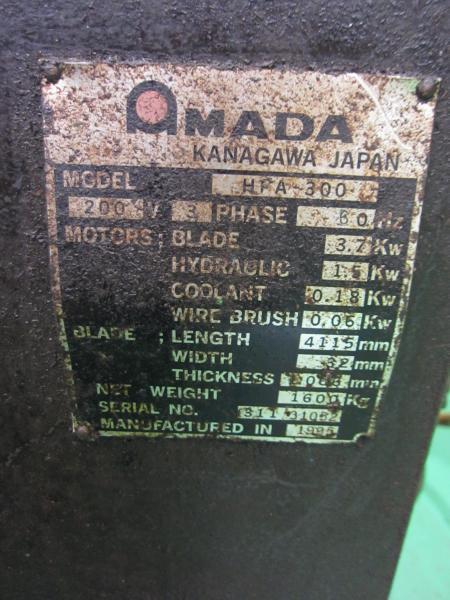 AMADA
KANAGAWA JAPAN
MODEL HFA-300
200 V 3 PHASE 60 Hz
MOTORS; BLADE 3.7 Kw
HYDRAULIC 1.5 Kw
COOLANT 0.18 Kw
WIRE BRUSH 0.06 Kw
BLADE; LENGTH 4115 mm
WIDTH mm
THICKNESS mm
NET WEIGHT 1600 Kg
SERIAL NO.
MANUFACTURED IN